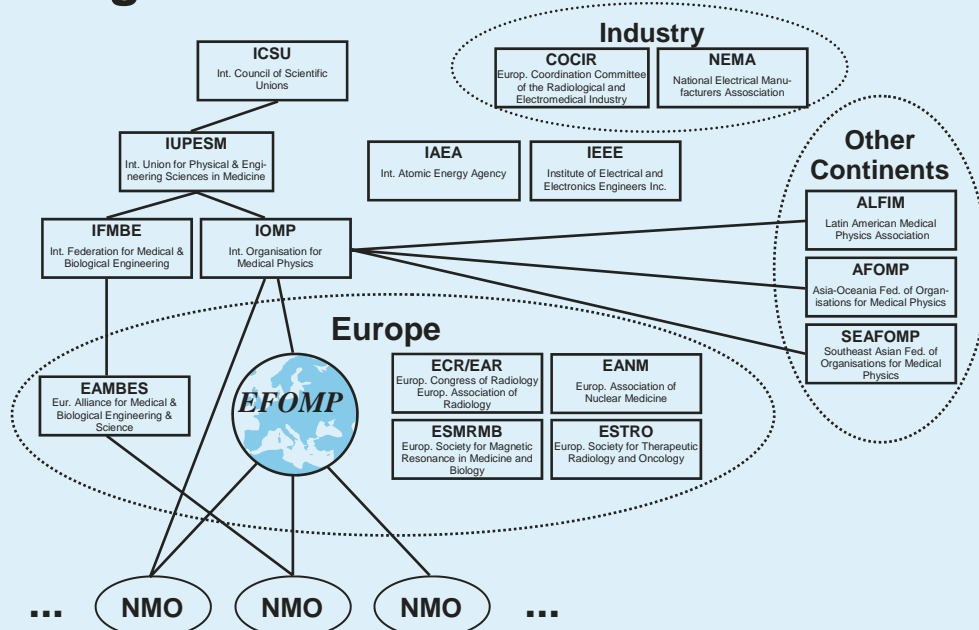 Industry
ICSU
Int. Council of Scientific
Unions
COCIR
Europ. Coordination Committee
of the Radiological and
Electromedical Industry
NEMA
National Electrical Manu-
facturers Assosciation
IUPESM
Int. Union for Physical & Engi-
neering Sciences in Medicine
IAEA
Int. Atomic Energy Agency
IEEE
Institute of Electrical and
Electronics Engineers Inc.
Other
Continents
IFMBE
Int. Federation for Medical &
Biological Engineering
IOMP
Int. Organisation for
Medical Physics
ALFIM
Latin American Medical
Physics Association
AFOMP
Asia-Oceania Fed. of Organ-
isations for Medical Physics
SEAFOMP
Southeast Asian Fed. of
Organisations for Medical
Physics
Europe
EAMBES
Eur. Alliance for Medical &
Biological Engineering &
Science
EFOMP
ECR/EAR
Europ. Congress of Radiology
Europ. Association of
Radiology
EANM
Europ. Association of
Nuclear Medicine
ESMRMB
Europ. Society for Magnetic
Resonance in Medicine and
Biology
ESTRO
Europ. Society for Therapeutic
Radiology and Oncology
... NMO NMO NMO ...